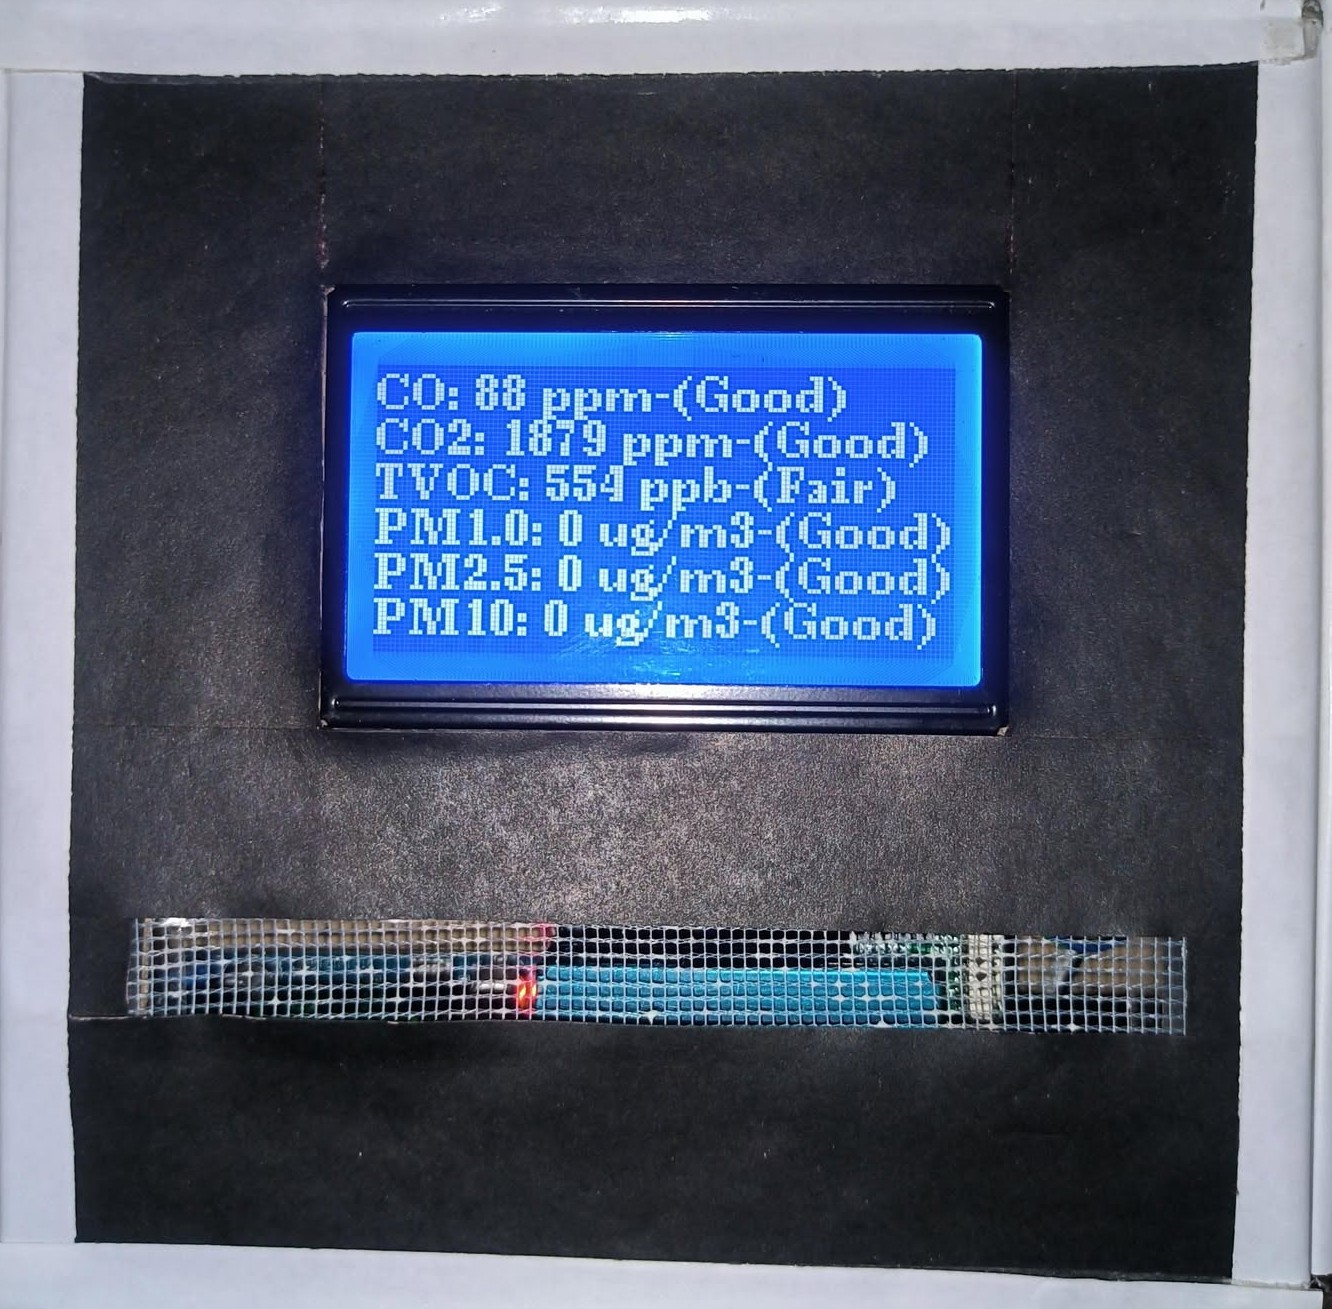 CO: 88 ppm-(Good)
CO2: 1879 ppm-(Good)
TVOC: 554 ppb-(Fair)
PM1.0: 0 ug/m3-(Good)
PM2.5: 0 ug/m3-(Good)
PM10: 0 ug/m3-(Good)